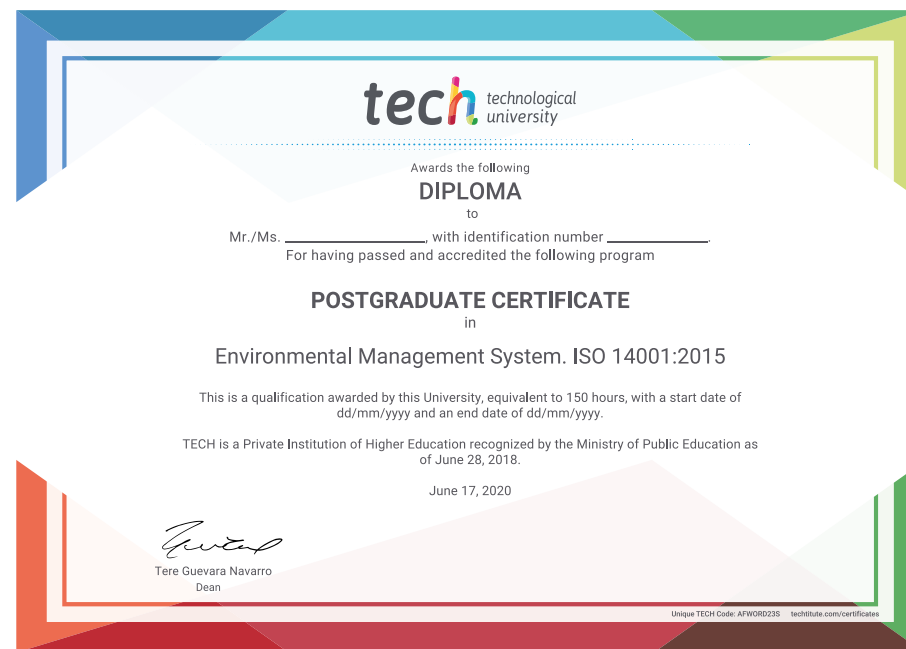 tech technological
university
Awards the following
DIPLOMA
to
Mr./Ms. ____________________, with identification number ______________.
For having passed and accredited the following program
POSTGRADUATE CERTIFICATE
in
Environmental Management System. ISO 14001:2015
This is a qualification awarded by this University, equivalent to 150 hours, with a start date of
dd/mm/yyyy and an end date of dd/mm/yyyy.
TECH is a Private Institution of Higher Education recognized by the Ministry of Public Education as
of June 28, 2018.
June 17, 2020
Tere Guevara Navarro
Dean
Unique TECH Code: AFWORD23S techtitute.com/certificates